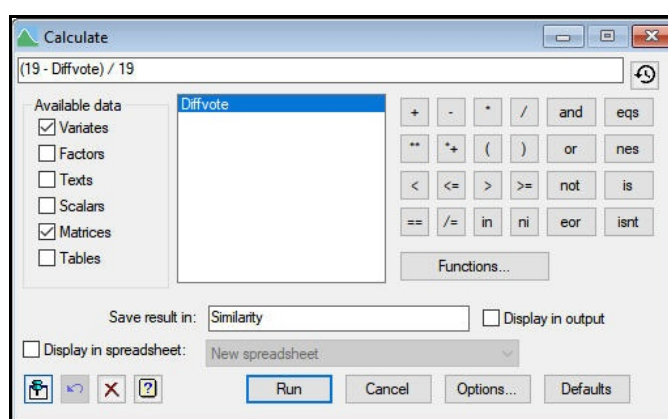 Calculate
(19 - Diffvote) / 19
Available data
Variates
Factors
Texts
Scalars
Matrices
Tables
Diffvote
+ - * / and eqs
** *+ ( ) or nes
< <= > >= not is
== /= in ni eor isnt
Functions...
Save result in: Similarity Display in output
Display in spreadsheet: New spreadsheet
Run Cancel Options... Defaults